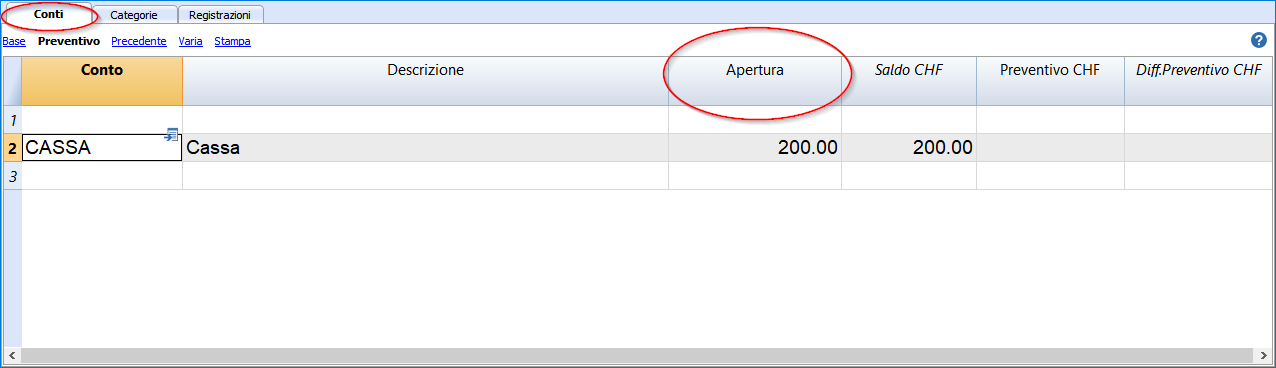 Conti Categorie Registrazioni
Base Preventivo Precedente Varia Stampa ?
Conto Descrizione Apertura Saldo CHF Preventivo CHF Diff.Preventivo CHF
1
2 CASSA Cassa 200.00 200.00
3